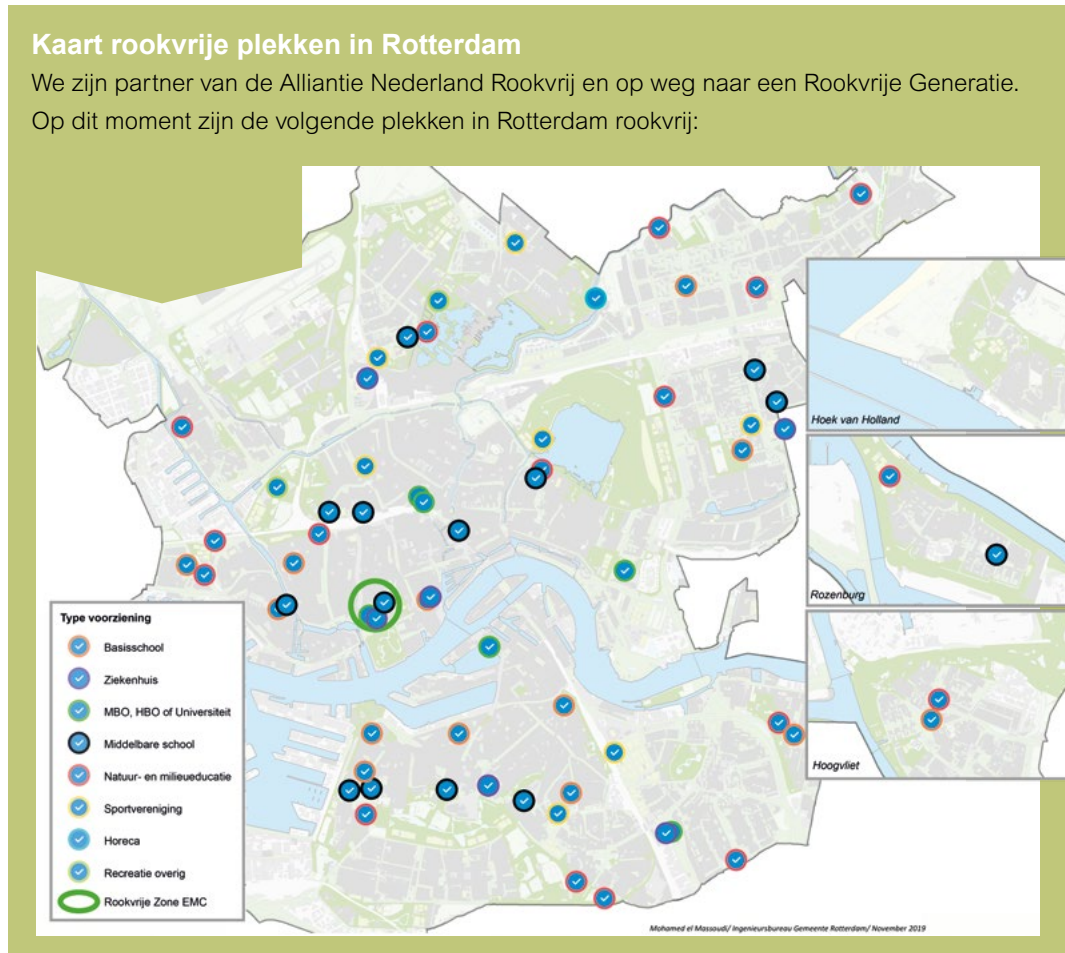 Kaart rookvrije plekken in Rotterdam
We zijn partner van de Alliantie Nederland Rookvrij en op weg naar een Rookvrije Generatie.
Op dit moment zijn de volgende plekken in Rotterdam rookvrij:
Hoek van Holland
Rozenburg
Hoogvliet
Type voorziening
Basisschool
Ziekenhuis
MBO, HBO of Universiteit
Middelbare school
Natuur- en milieueducatie
Sportvereniging
Horeca
Recreatie overig
Rookvrije Zone EMC
Mohamed el Massoudi/ Ingenieursbureau Gemeente Rotterdam/ November 2019